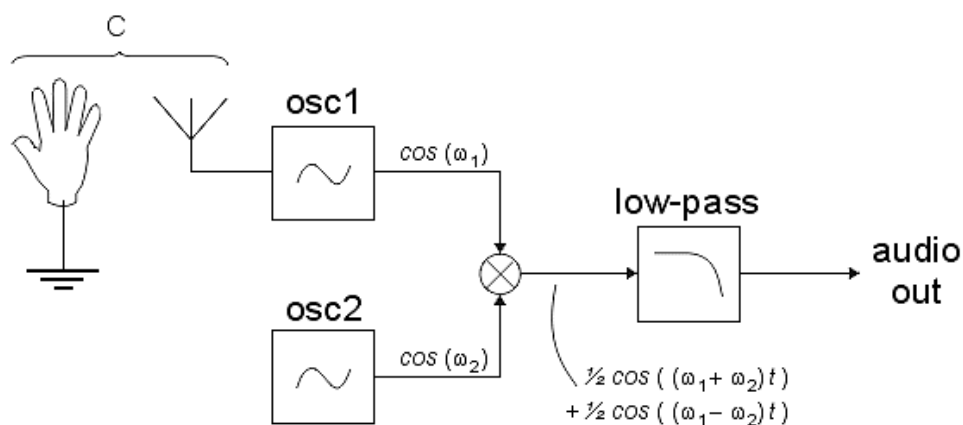 C
osc1
cos (ω₁)
low-pass
audio
out
osc2
cos (ω₂)
½ cos ( (ω₁+ ω₂) t )
+ ½ cos ( (ω₁− ω₂) t )